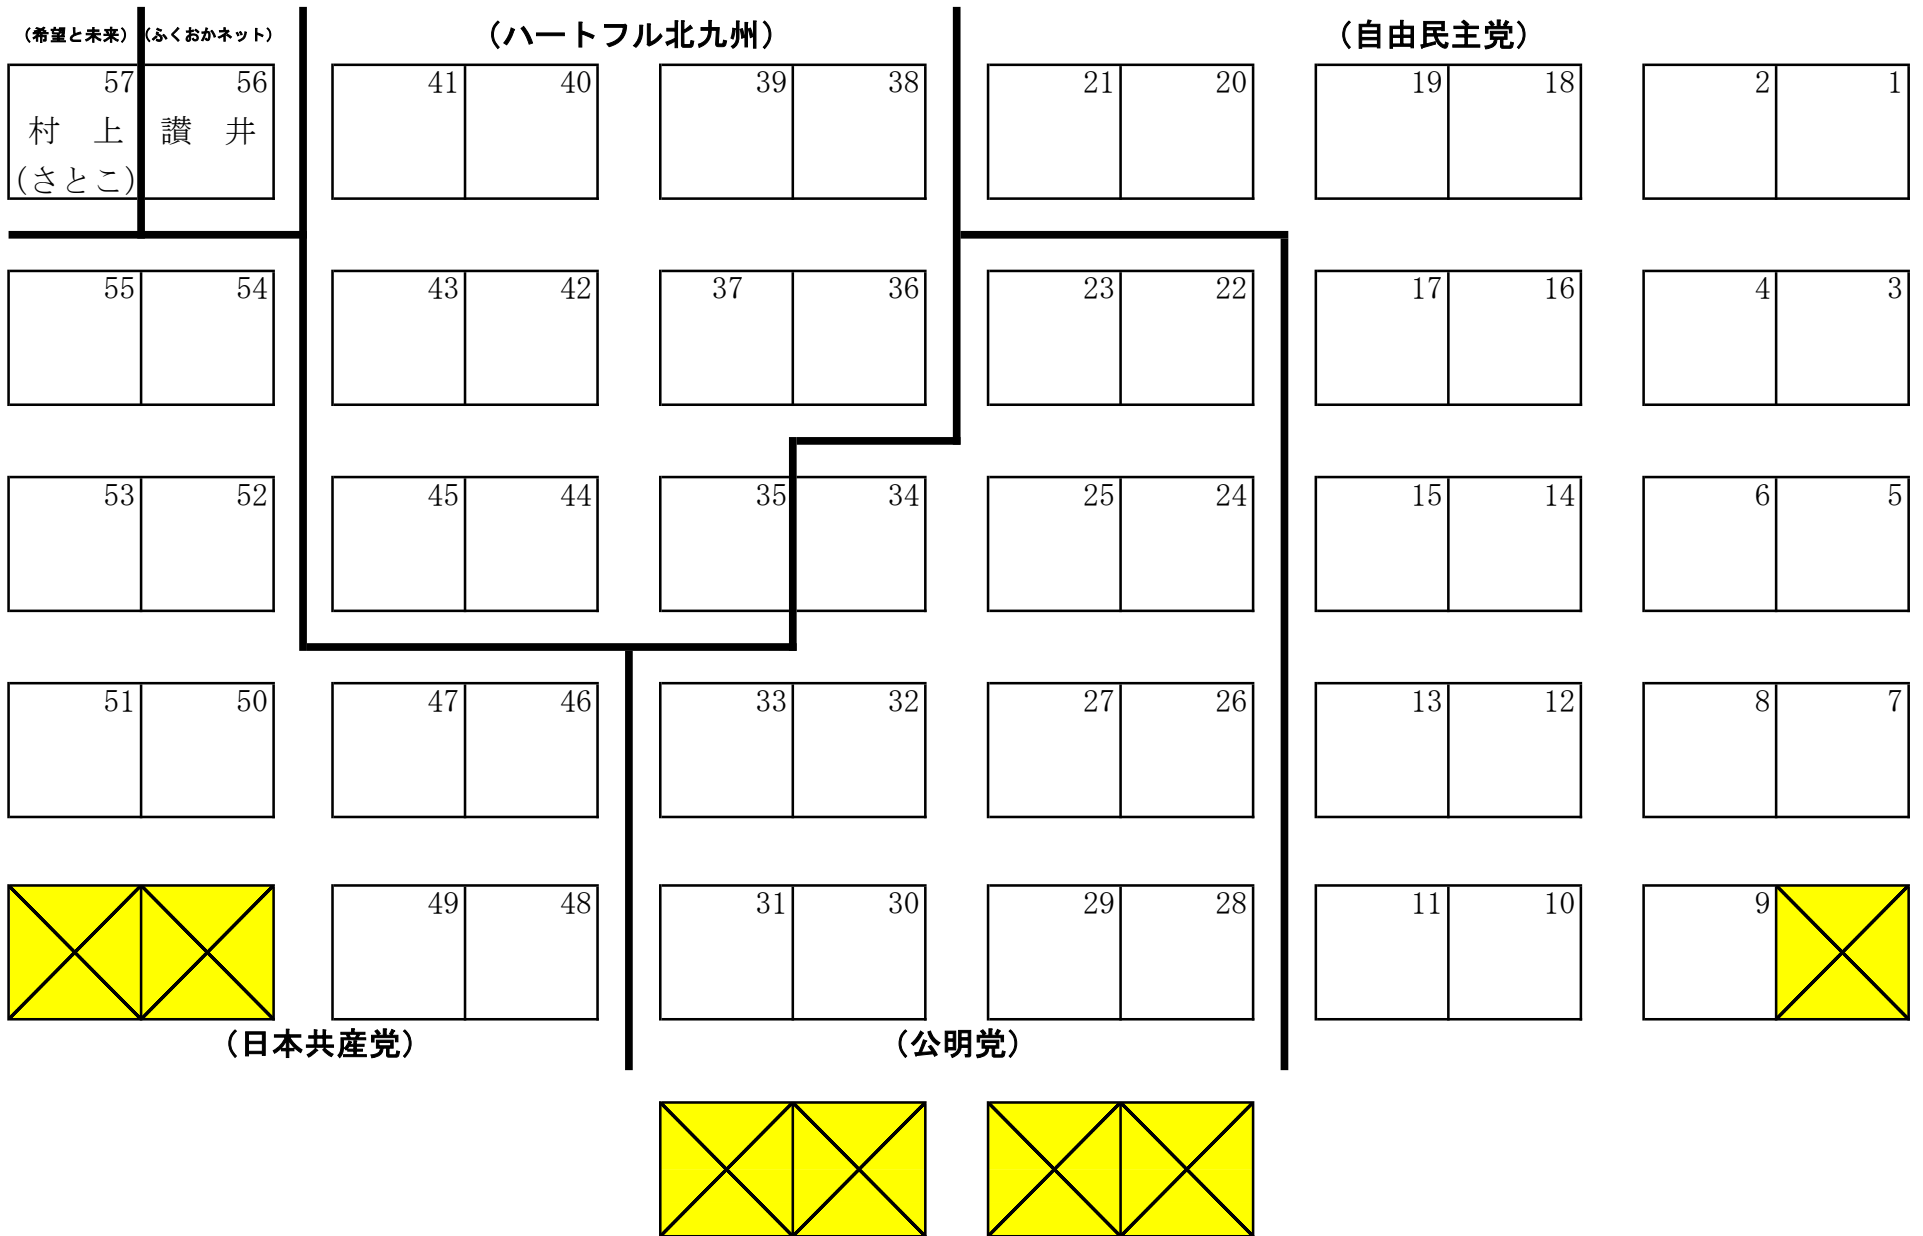 （希望と未来） （ふくおかネット） （ハートフル北九州） （自由民主党）
57 56 41 40 39 38 21 20 19 18 2 1
村　上 讃　井
（さとこ）
55 54 43 42 37 36 23 22 17 16 4 3
53 52 45 44 35 34 25 24 15 14 6 5
51 50 47 46 33 32 27 26 13 12 8 7
49 48 31 30 29 28 11 10 9
（日本共産党） （公明党）